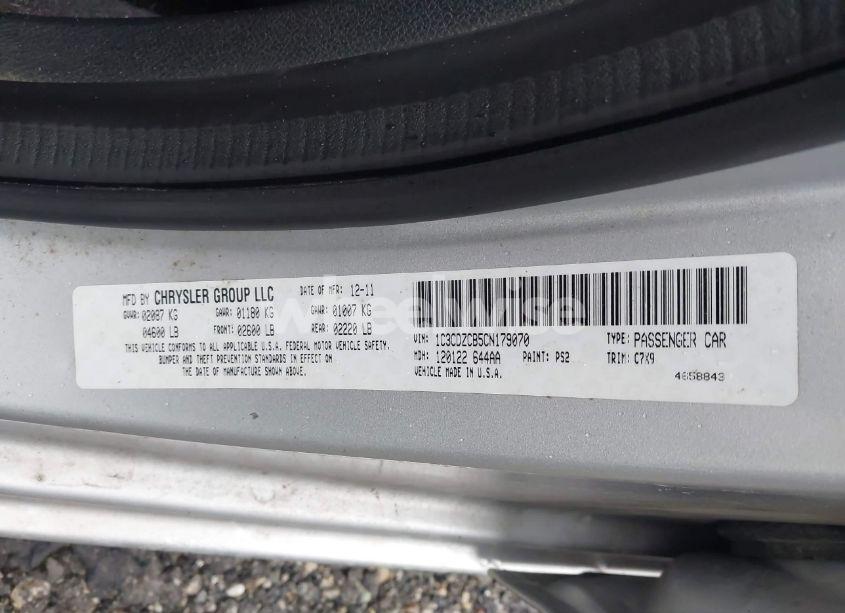 MFD BY CHRYSLER GROUP LLC DATE OF MFR: 12-11
GVWR: 02087 KG GAWR: 01180 KG GAWR: 01007 KG
04600 LB FRONT: 02600 LB REAR: 02220 LB
THIS VEHICLE CONFORMS TO ALL APPLICABLE U.S.A. FEDERAL MOTOR VEHICLE SAFETY,
BUMPER AND THEFT PREVENTION STANDARDS IN EFFECT ON
THE DATE OF MANUFACTURE SHOWN ABOVE.
VIN: 1C3CDZCB5CN179070 TYPE: PASSENGER CAR
MDH: 120122 644AA PAINT: PS2 TRIM: C7X9
VEHICLE MADE IN U.S.A. 4658843
wheelwise